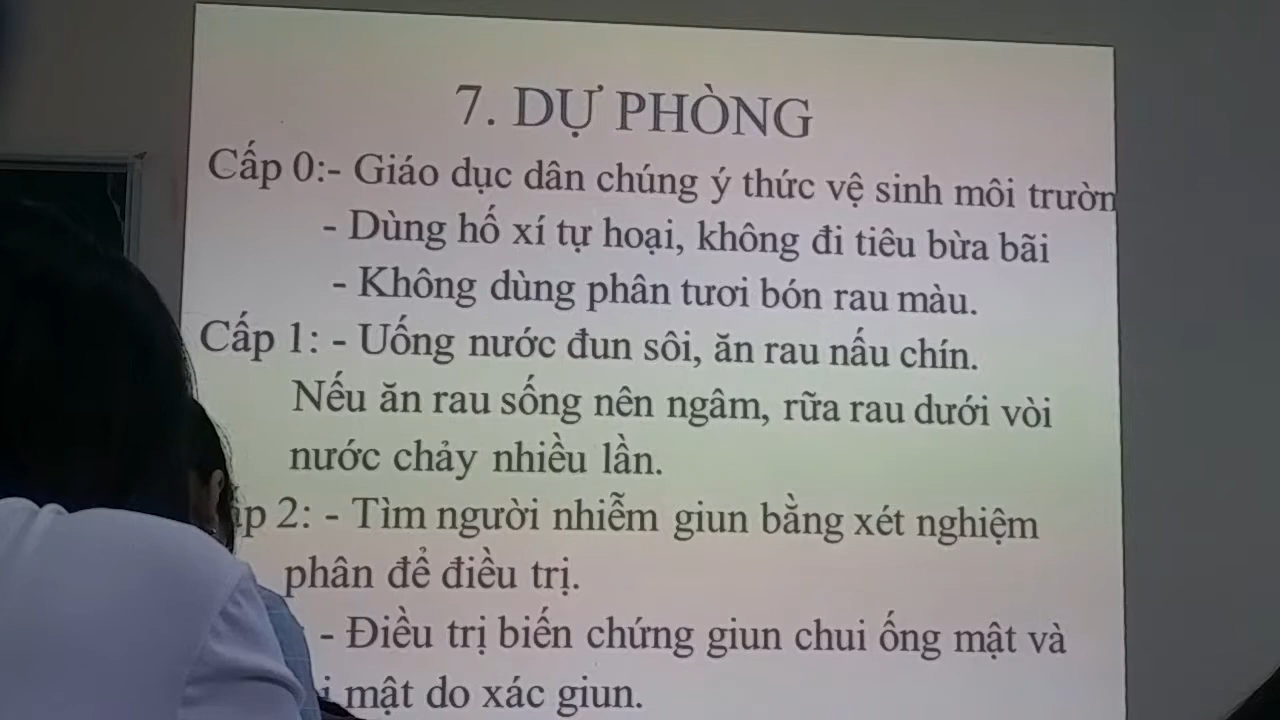 7. DỰ PHÒNG
Cấp 0:- Giáo dục dân chúng ý thức vệ sinh môi
- Dùng hố xí tự hoại, không đi tiêu bừa bãi
- Không dùng phân tươi bón rau màu.
Cấp 1: - Uống nước đun sôi, ăn rau nấu chín.
Nếu ăn rau sống nên ngâm, rữa rau dưới vòi
nước chảy nhiều lần.
2: - Tìm người nhiễm giun bằng xét nghiệm
phân để điều trị.
- Điều trị biến chứng giun chui ống mật và
mật do xác giun.